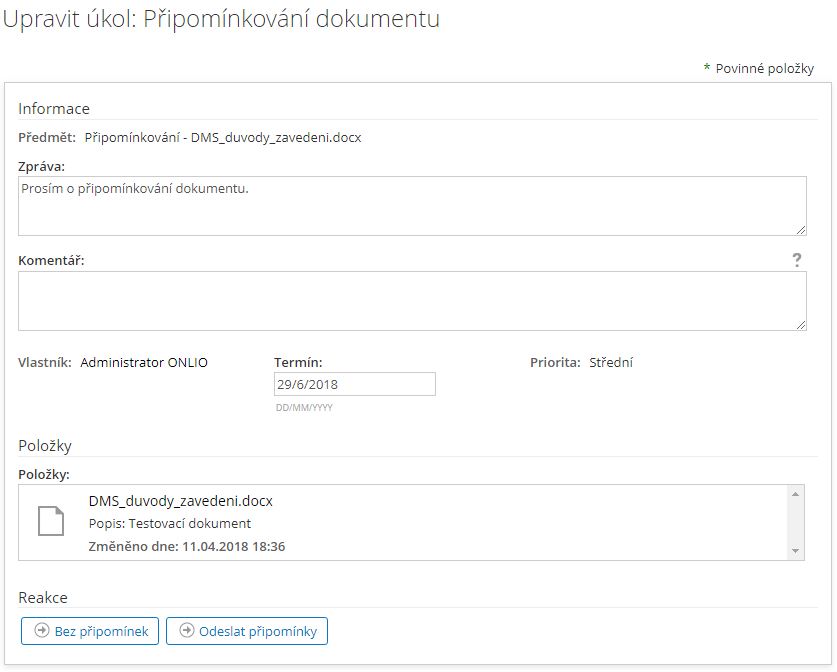 Upravit úkol: Připomínkování dokumentu
* Povinné položky
Informace
Předmět: Připomínkování - DMS_duvody_zavedeni.docx
Zpráva:
Prosím o připomínkování dokumentu.
Komentář: ?
Vlastník: Administrator ONLIO Termín: Priorita: Střední
29/6/2018
DD/MM/YYYY
Položky
Položky:
DMS_duvody_zavedeni.docx
Popis: Testovací dokument
Změněno dne: 11.04.2018 18:36
Reakce
Bez připomínek Odeslat připomínky